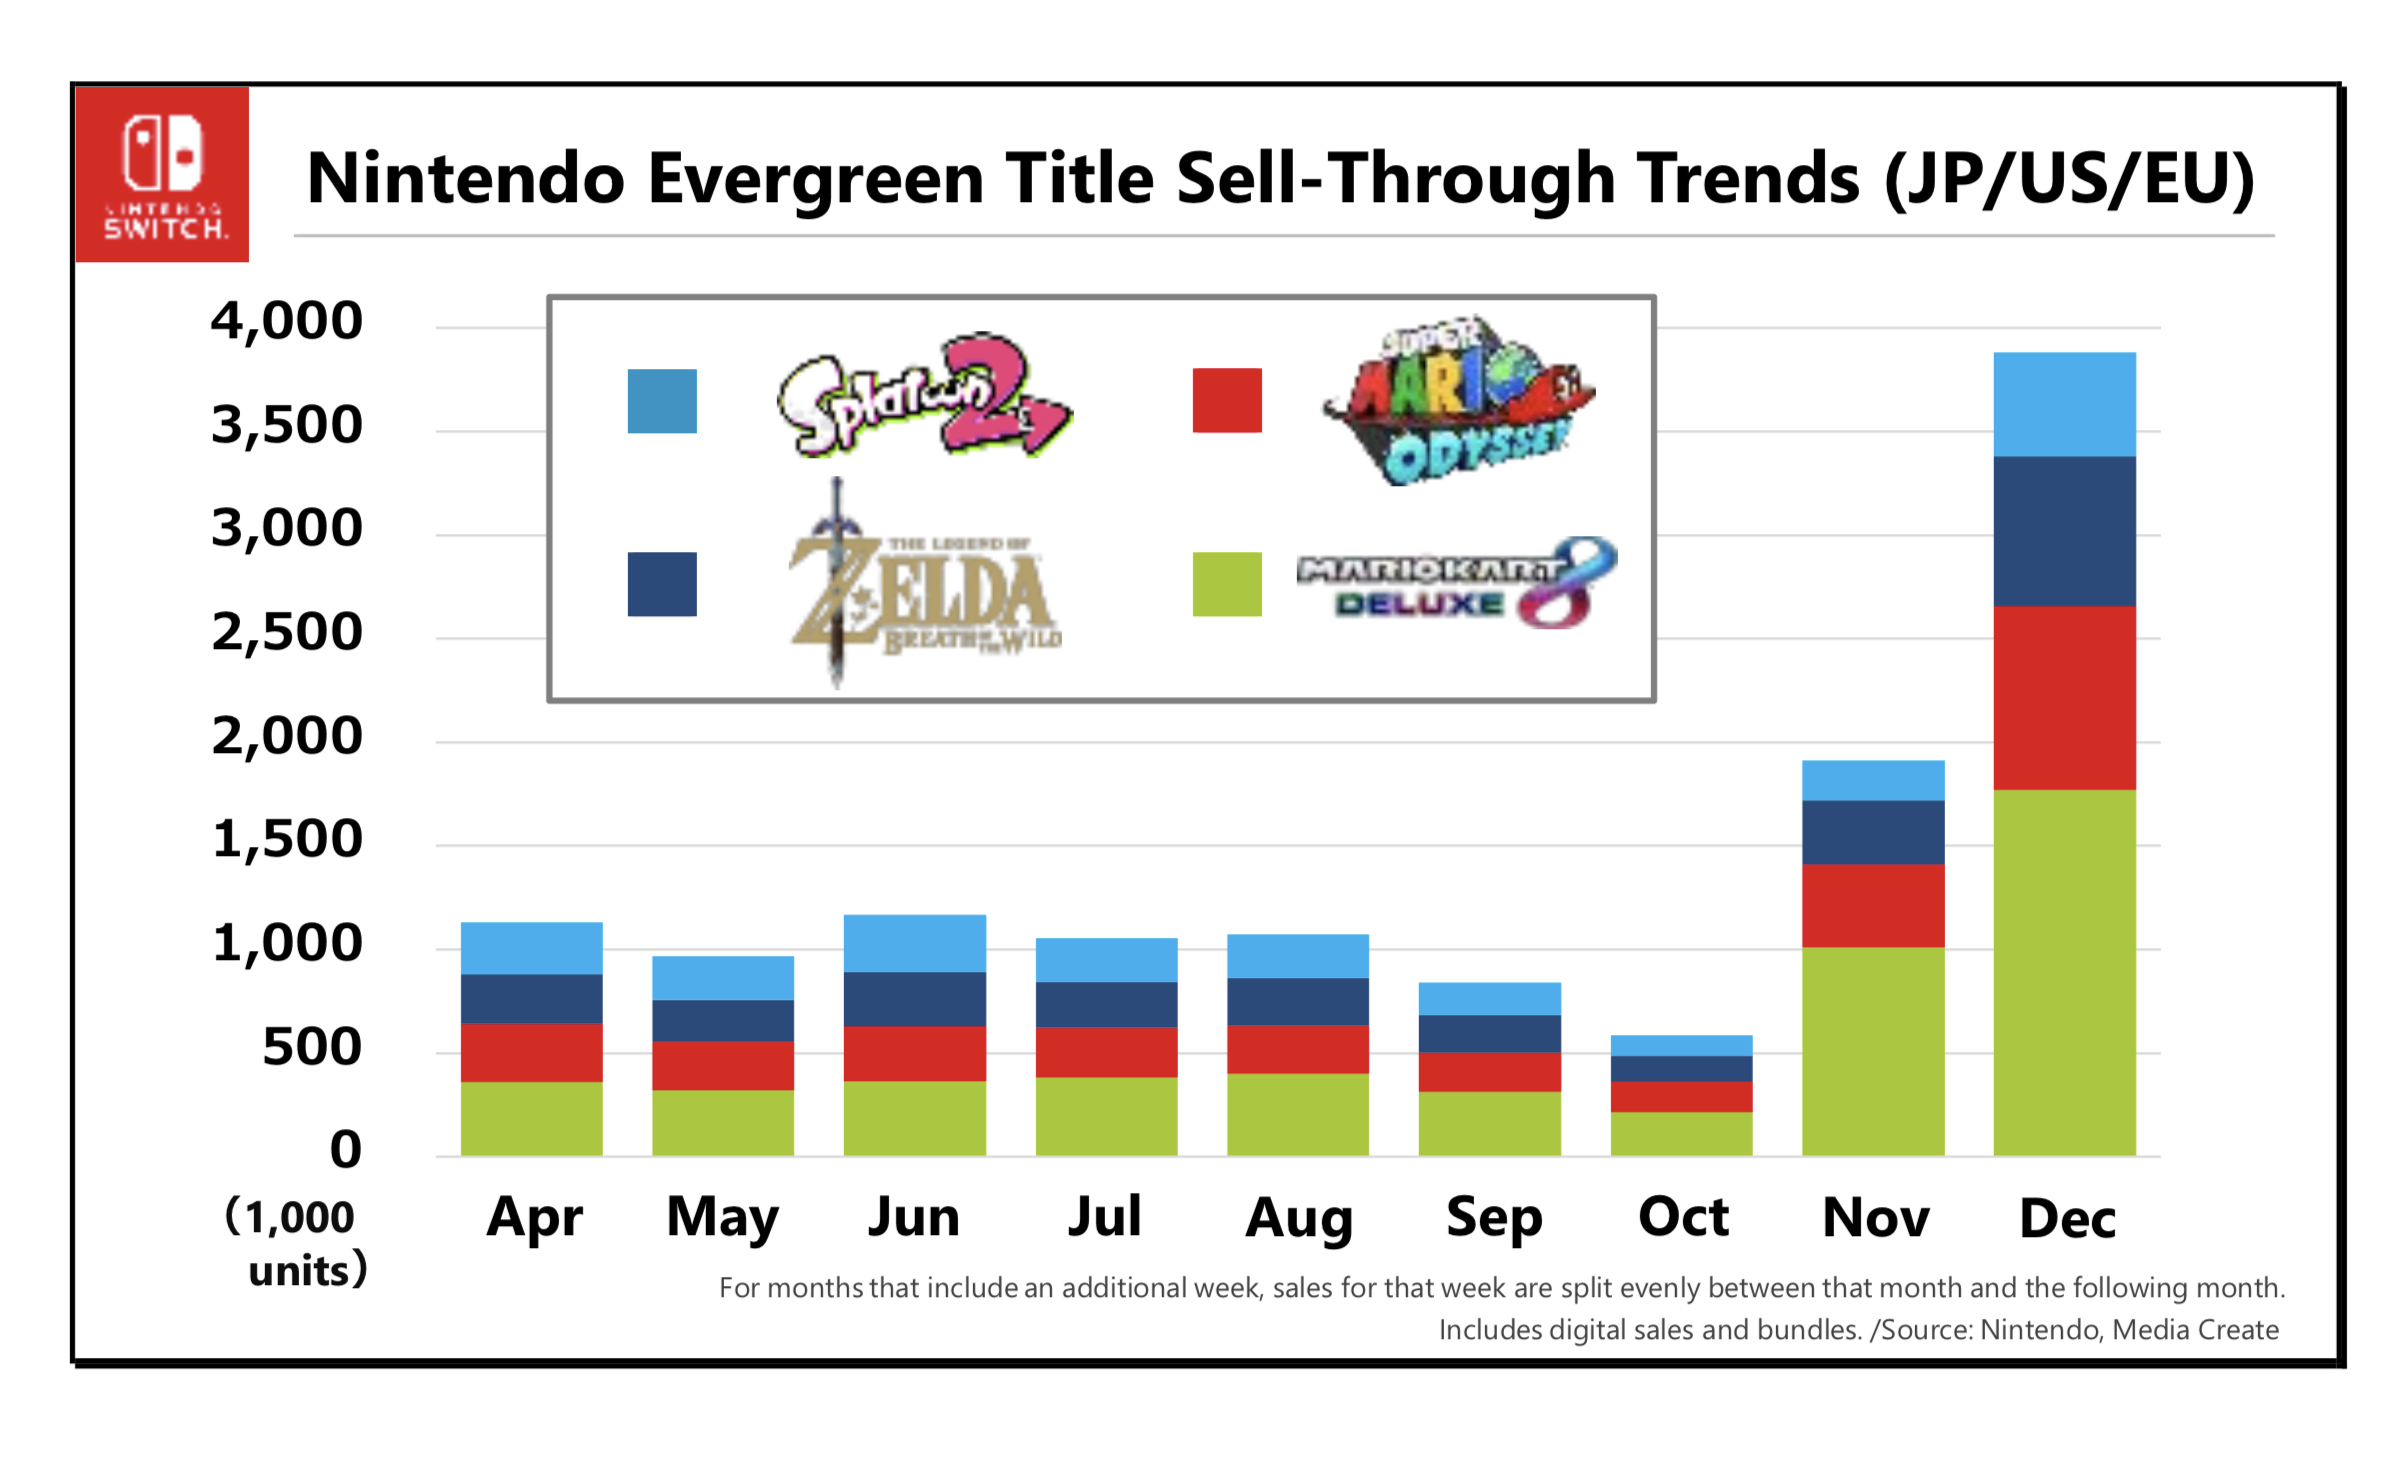 NINTENDO
SWITCH.
Nintendo Evergreen Title Sell-Through Trends (JP/US/EU)
4,000
3,500
3,000
2,500
2,000
1,500
1,000
500
0
(1,000
units)
Splatoon 2
SUPER
MARIO
ODYSSEY
THE LEGEND OF
ZELDA
BREATH OF THE WILD
MARIOKART 8
DELUXE
Apr May Jun Jul Aug Sep Oct Nov Dec
For months that include an additional week, sales for that week are split evenly between that month and the following month.
Includes digital sales and bundles. /Source: Nintendo, Media Create